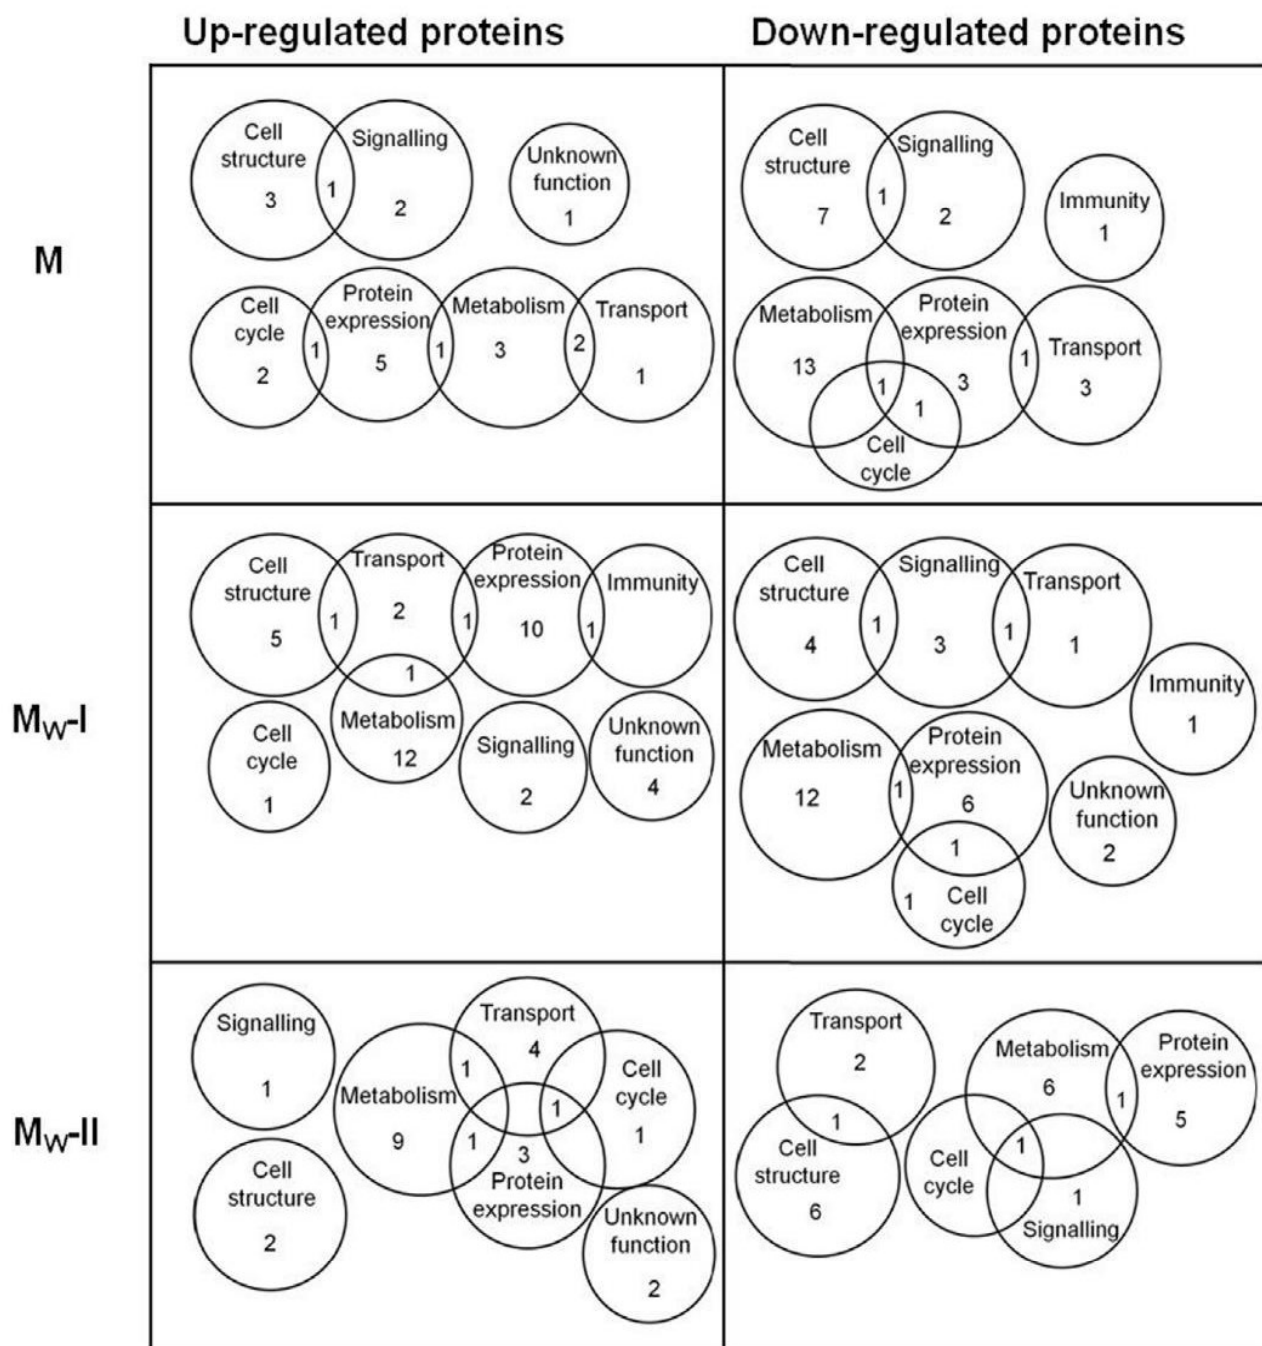 Up-regulated proteins
Down-regulated proteins
M
Cell
structure
3
1
Signalling
2
Unknown
function
1
Cell
cycle
2
1
Protein
expression
5
1
Metabolism
3
2
Transport
1
Cell
structure
7
1
Signalling
2
Immunity
1
Metabolism
13
1
Protein
expression
3
1
1
Transport
3
Cell
cycle
MW-I
Cell
structure
5
1
Transport
2
1
Protein
expression
10
1
Immunity
1
Metabolism
12
Cell
cycle
1
Signalling
2
Unknown
function
4
Cell
structure
4
1
Signalling
3
1
Transport
1
Immunity
1
Metabolism
12
1
Protein
expression
6
1
1
Cell
cycle
Unknown
function
2
MW-II
Signalling
1
Cell
structure
2
Metabolism
9
1
Transport
4
1
Cell
cycle
1
1
3
Protein
expression
Unknown
function
2
Transport
2
1
Cell
structure
6
Cell
cycle
1
Metabolism
6
1
Protein
expression
5
1
Signalling